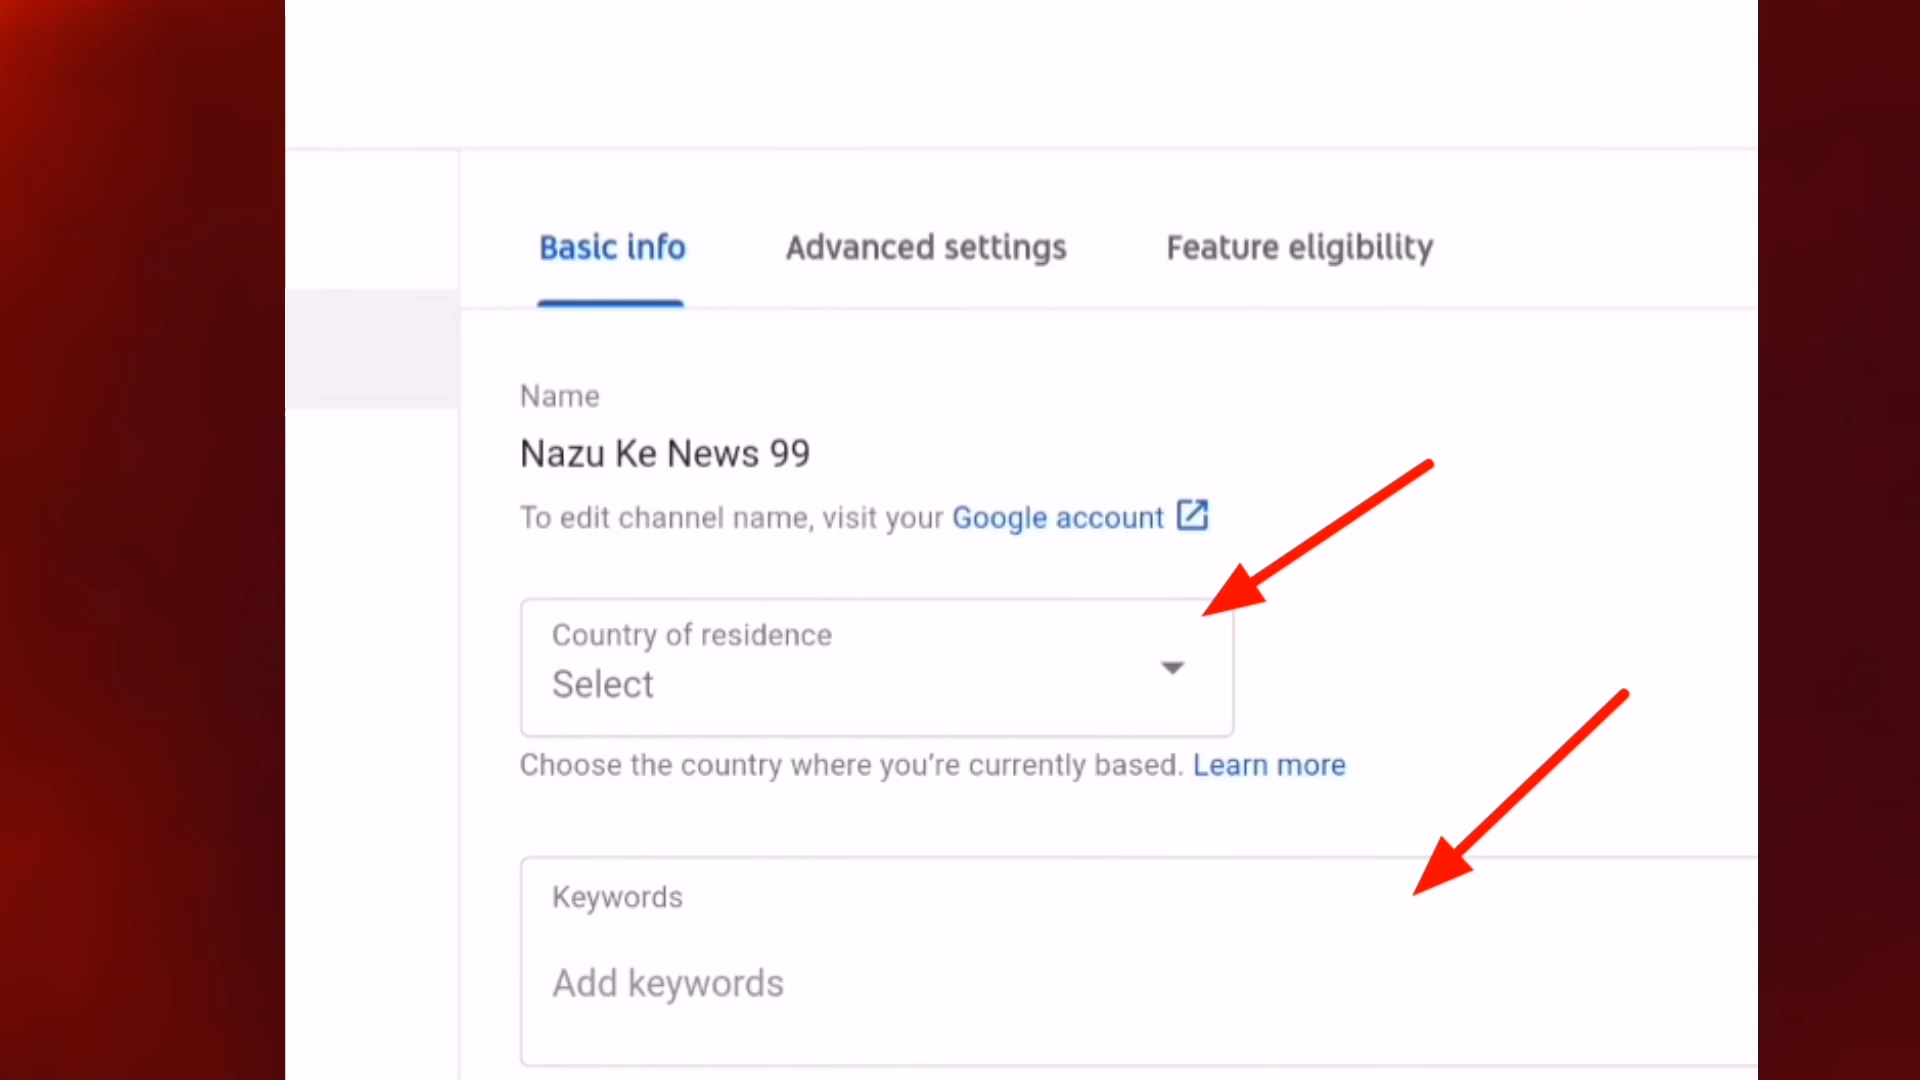 Basic info Advanced settings Feature eligibility
Name
Nazu Ke News 99
To edit channel name, visit your Google account
Country of residence
Select
Choose the country where you're currently based. Learn more
Keywords
Add keywords